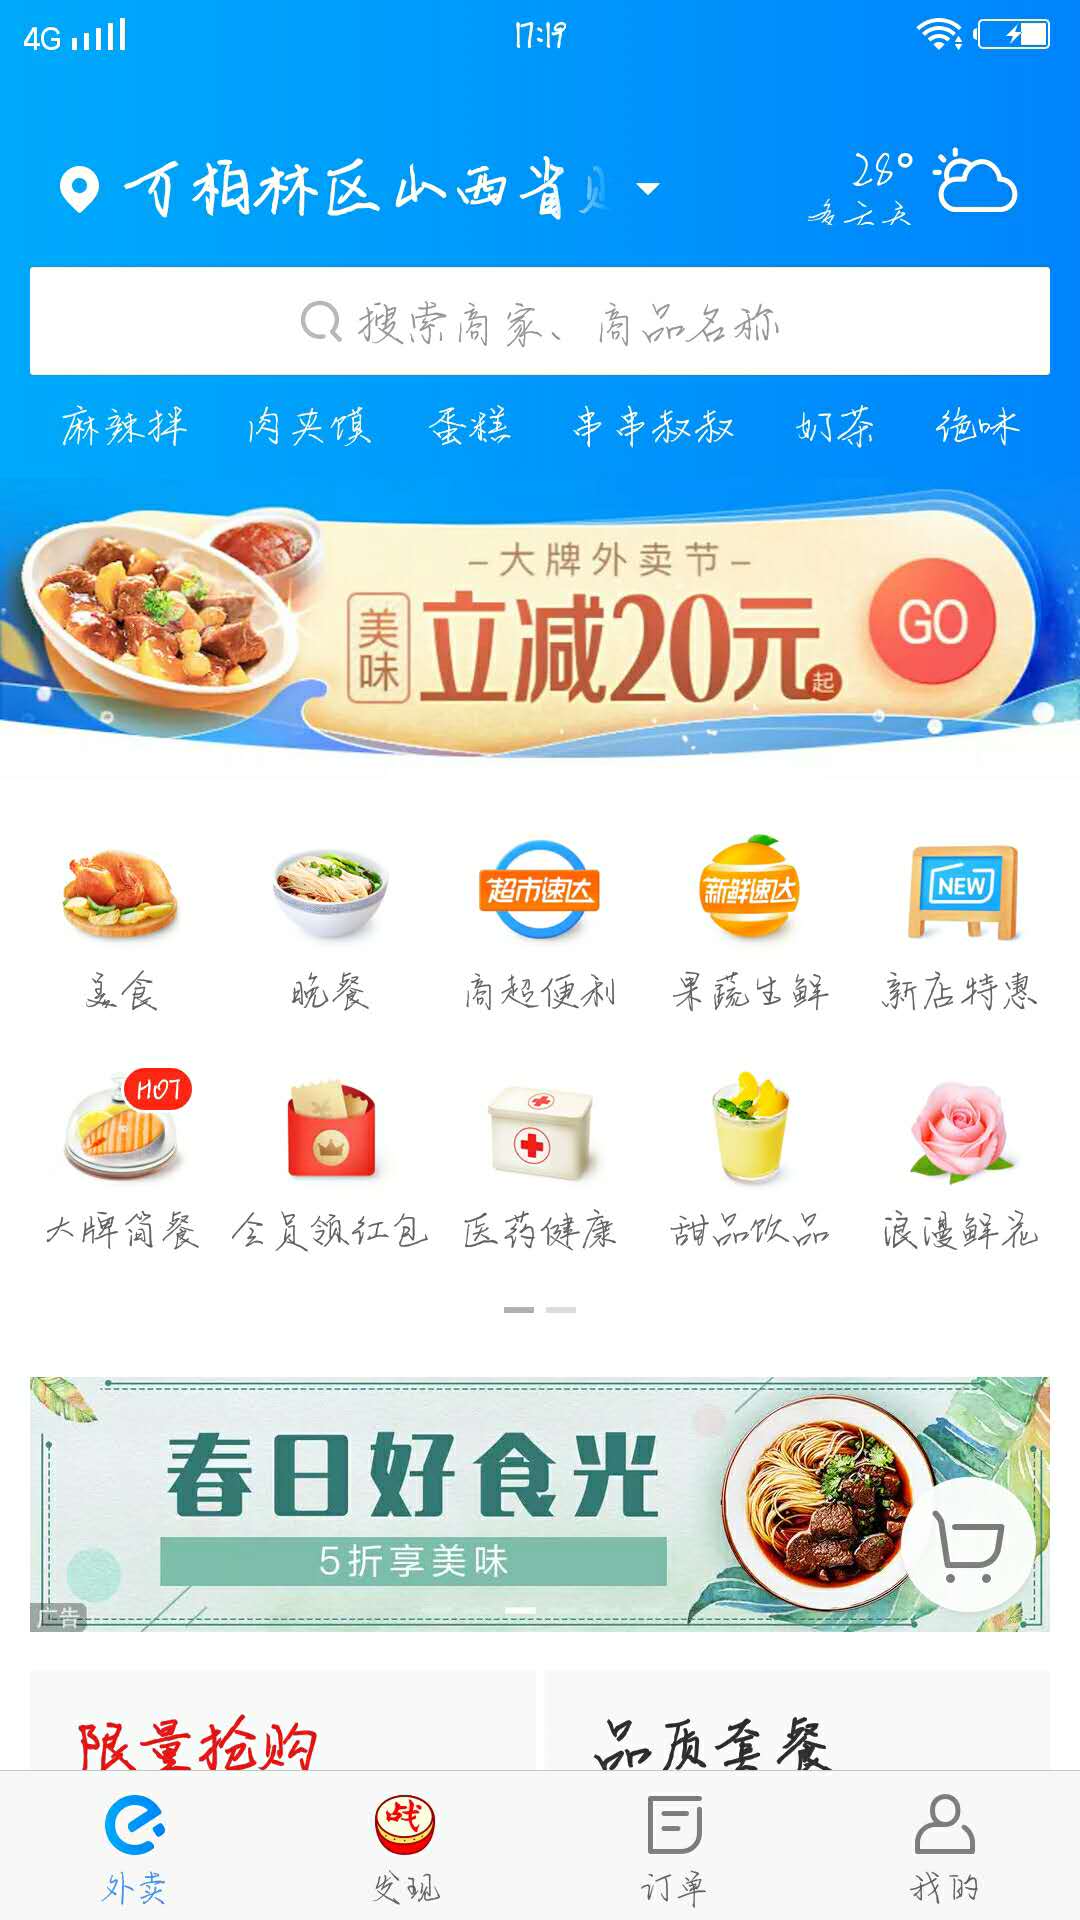 4G 17:19
万柏林区山西省
28°
多云天
搜索商家、商品名称
麻辣拌 肉夹馍 蛋糕 串串叔叔 奶茶 绝味
大牌外卖节
美味 立减20元起 GO
超市速达 新鲜速达 NEW
美食 晚餐 商超便利 果蔬生鲜 新店特惠
HOT
大牌简餐 会员领红包 医药健康 甜品饮品 浪漫鲜花
春日好食光
5折享美味
广告
限量抢购 品质套餐
战
外卖 发现 订单 我的